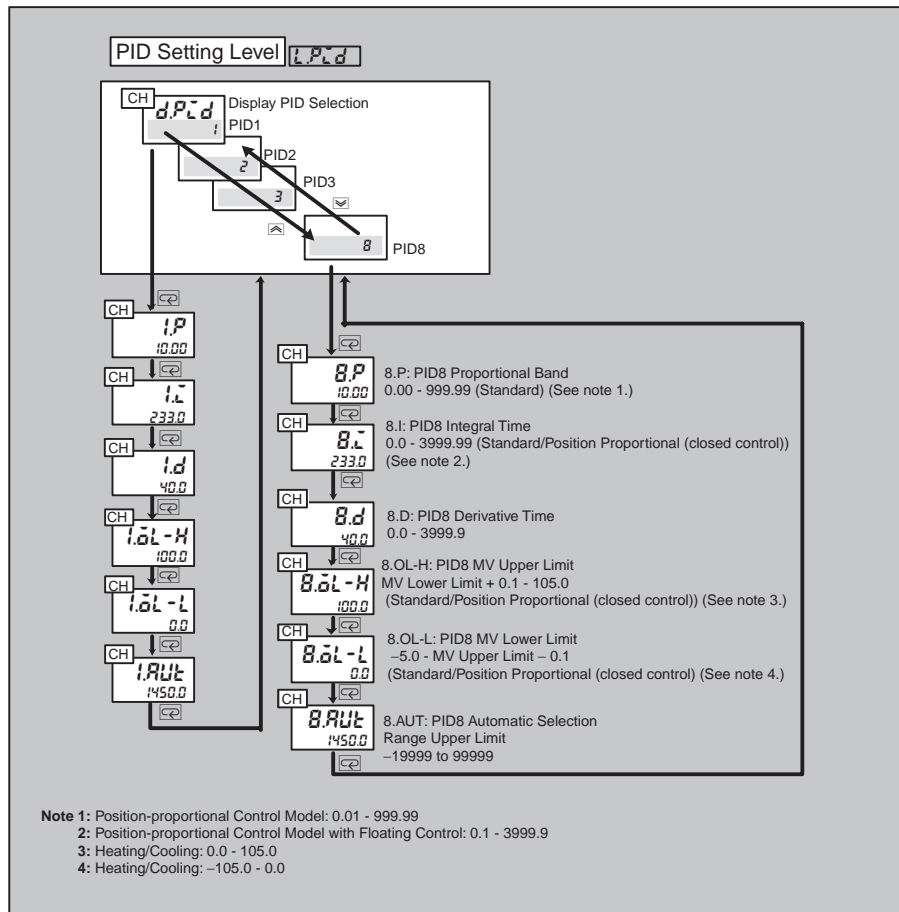 PID Setting Level L.PID
CH
d.PID
Display PID Selection
1
PID1
2
PID2
3
PID3
8
PID8
CH
1.P
10.00
CH
1.I
233.0
CH
1.d
40.0
CH
1.OL-H
100.0
CH
1.OL-L
0.0
CH
1.AUt
1450.0
CH
8.P
10.00
8.P: PID8 Proportional Band
0.00 - 999.99 (Standard) (See note 1.)
CH
8.I
233.0
8.I: PID8 Integral Time
0.0 - 3999.99 (Standard/Position Proportional (closed control))
(See note 2.)
CH
8.d
40.0
8.D: PID8 Derivative Time
0.0 - 3999.9
CH
8.OL-H
100.0
8.OL-H: PID8 MV Upper Limit
MV Lower Limit + 0.1 - 105.0
(Standard/Position Proportional (closed control)) (See note 3.)
CH
8.OL-L
0.0
8.OL-L: PID8 MV Lower Limit
−5.0 - MV Upper Limit − 0.1
(Standard/Position Proportional (closed control) (See note 4.)
CH
8.AUt
1450.0
8.AUT: PID8 Automatic Selection
Range Upper Limit
−19999 to 99999
Note 1: Position-proportional Control Model: 0.01 - 999.99
2: Position-proportional Control Model with Floating Control: 0.1 - 3999.9
3: Heating/Cooling: 0.0 - 105.0
4: Heating/Cooling: −105.0 - 0.0